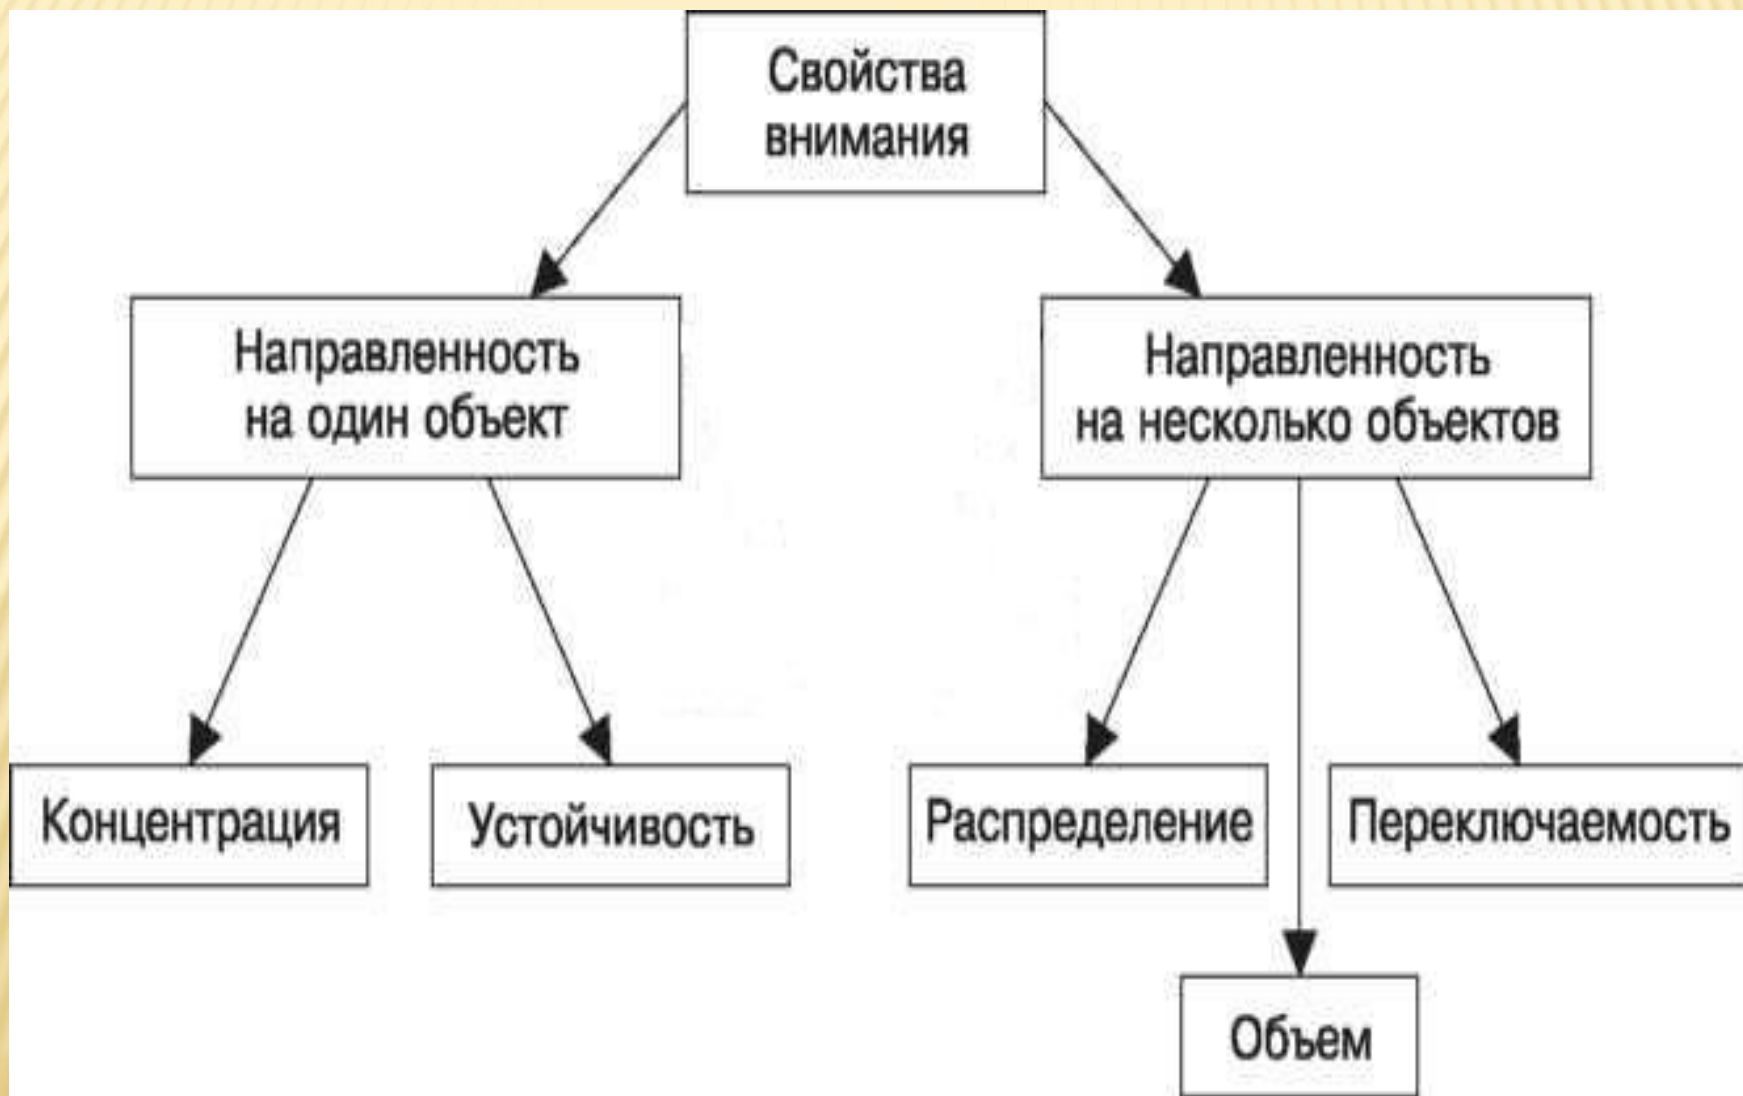 Свойства
внимания
Направленность
на один объект
Направленность
на несколько объектов
Концентрация
Устойчивость
Распределение
Переключаемость
Объем